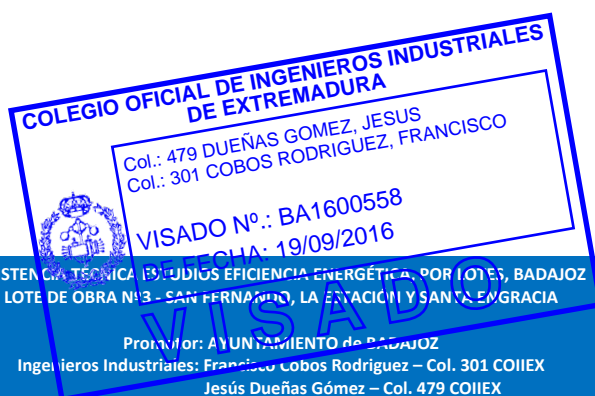 COLEGIO OFICIAL DE INGENIEROS INDUSTRIALES
DE EXTREMADURA
Col.: 479 DUEÑAS GOMEZ, JESUS
Col.: 301 COBOS RODRIGUEZ, FRANCISCO
VISADO Nº.: BA1600558
DE FECHA: 19/09/2016
VISADO
STENCIA TECNICA ESTUDIOS EFICIENCIA ENERGÉTICA, POR LOTES, BADAJOZ
LOTE DE OBRA Nº3 - SAN FERNANDO, LA ESTACIÓN Y SANTA ENGRACIA
Promotor: AYUNTAMIENTO de BADAJOZ
Ingenieros Industriales: Francisco Cobos Rodriguez – Col. 301 COIIEX
Jesús Dueñas Gómez – Col. 479 COIIEX